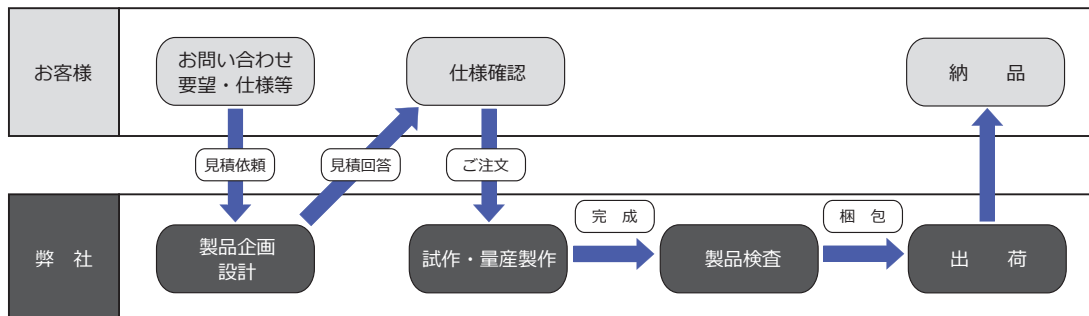 お客様
お問い合わせ
要望・仕様等
仕様確認
納　品
見積依頼
見積回答
ご注文
弊　社
製品企画
設計
試作・量産製作
完　成
製品検査
梱　包
出　荷